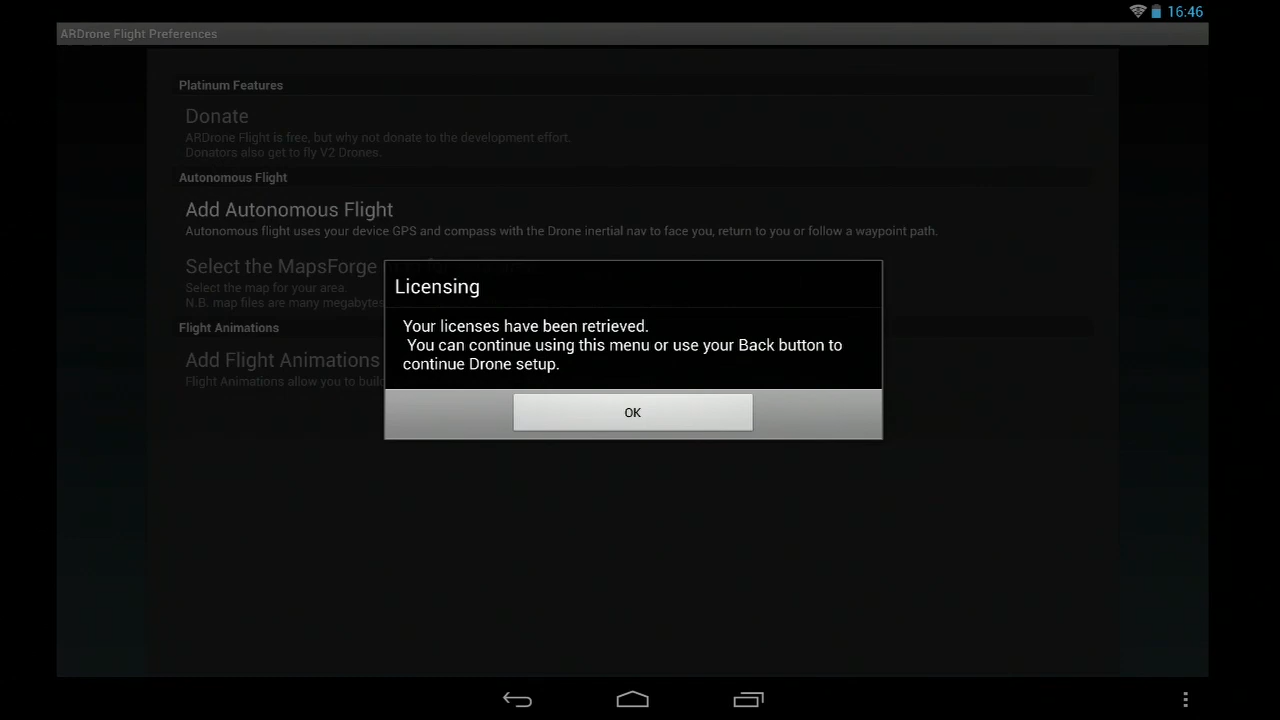 16:46
ARDrone Flight Preferences
Platinum Features
Donate
ARDrone Flight is free, but why not donate to the development effort.
Donators also get to fly V2 Drones.
Autonomous Flight
Add Autonomous Flight
Autonomous flight uses your device GPS and compass with the Drone inertial nav to face you, return to you or follow a waypoint path.
Select the MapsForge
Select the map for your area.
N.B. map files are many megabytes
Flight Animations
Add Flight Animations
Flight Animations allow you to build
Licensing
Your licenses have been retrieved.
You can continue using this menu or use your Back button to
continue Drone setup.
OK